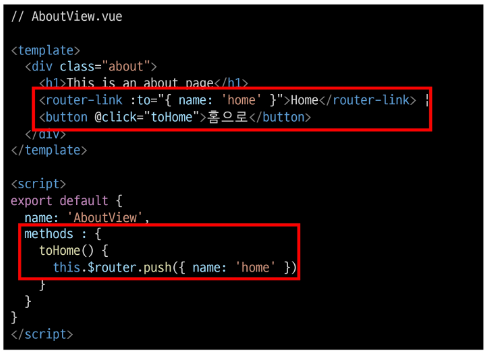 // AboutView.vue
<template>
<div class="about">
<h1>This is an about page</h1>
<router-link :to="{ name: 'home' }">Home</router-link> |
<button @click="toHome">홈으로</button>
</div>
</template>
<script>
export default {
name: 'AboutView',
methods : {
toHome() {
this.$router.push({ name: 'home' })
}
}
}
</script>